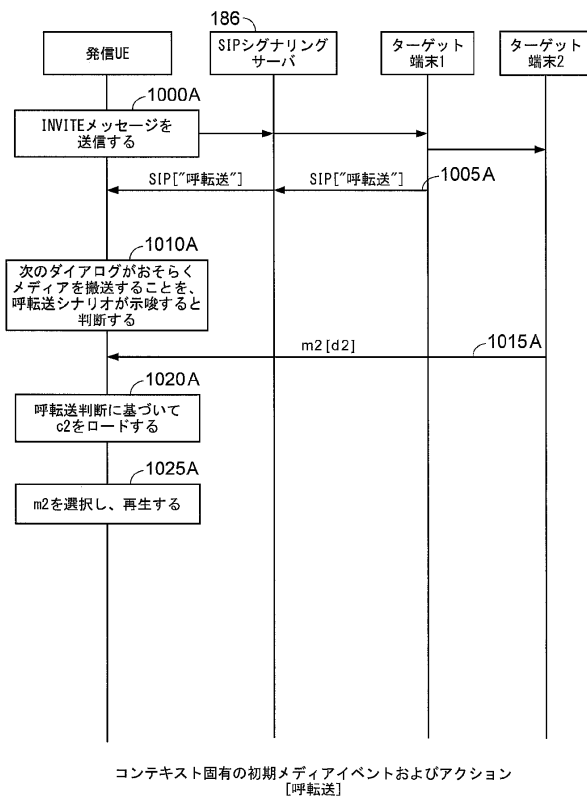 186
発信UE
SIPシグナリング
サーバ
ターゲット
端末1
ターゲット
端末2
1000A
INVITEメッセージを
送信する
SIP["呼転送"]
SIP["呼転送"]
1005A
1010A
次のダイアログがおそらく
メディアを搬送することを、
呼転送シナリオが示唆すると
判断する
m2[d2]
1015A
1020A
呼転送判断に基づいて
c2をロードする
1025A
m2を選択し、再生する
コンテキスト固有の初期メディアイベントおよびアクション
[呼転送]